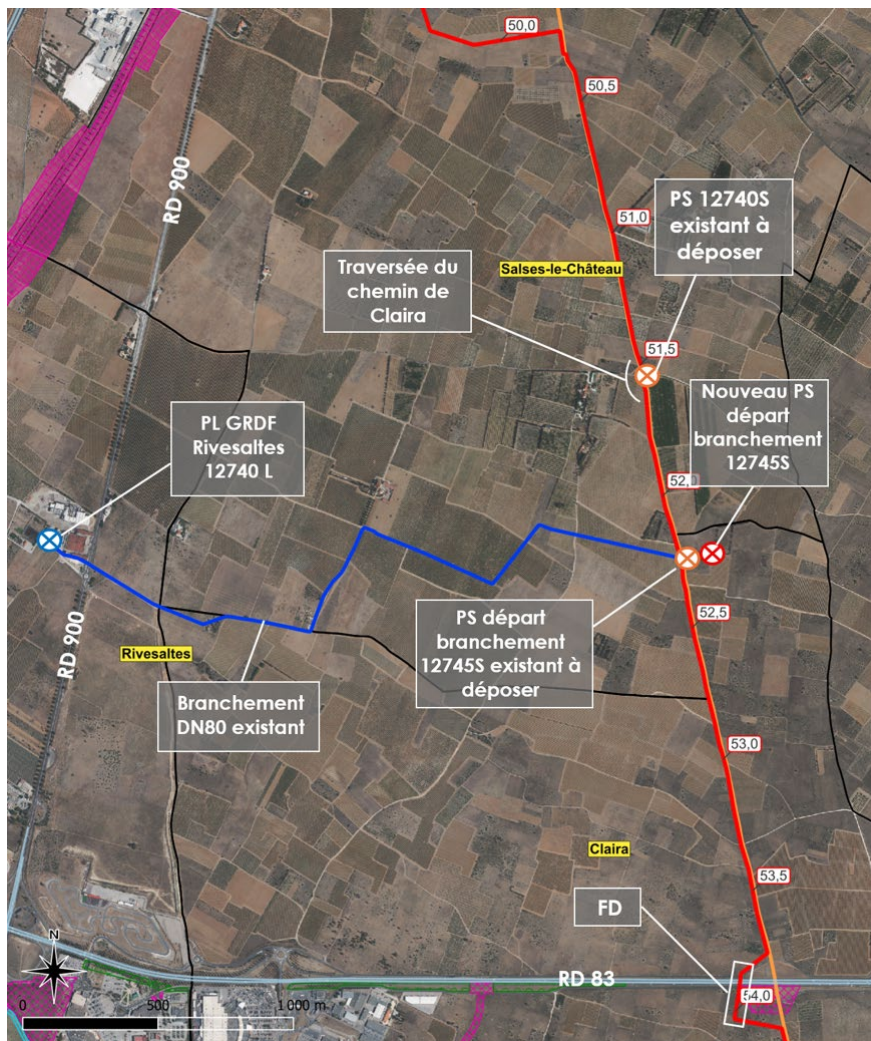 50,0
50,5
RD 900
51,0
PS 12740S
existant à
déposer
Salses-le-Château
Traversée du
chemin de
Claira
51,5
Nouveau PS
départ
branchement
12745S
PL GRDF
Rivesaltes
12740 L
52,0
PS départ
branchement
12745S existant à
déposer
52,5
RD 900
Rivesaltes
Branchement
DN80 existant
53,0
Claira
53,5
FD
N
RD 83
54,0
0
500
1 000 m